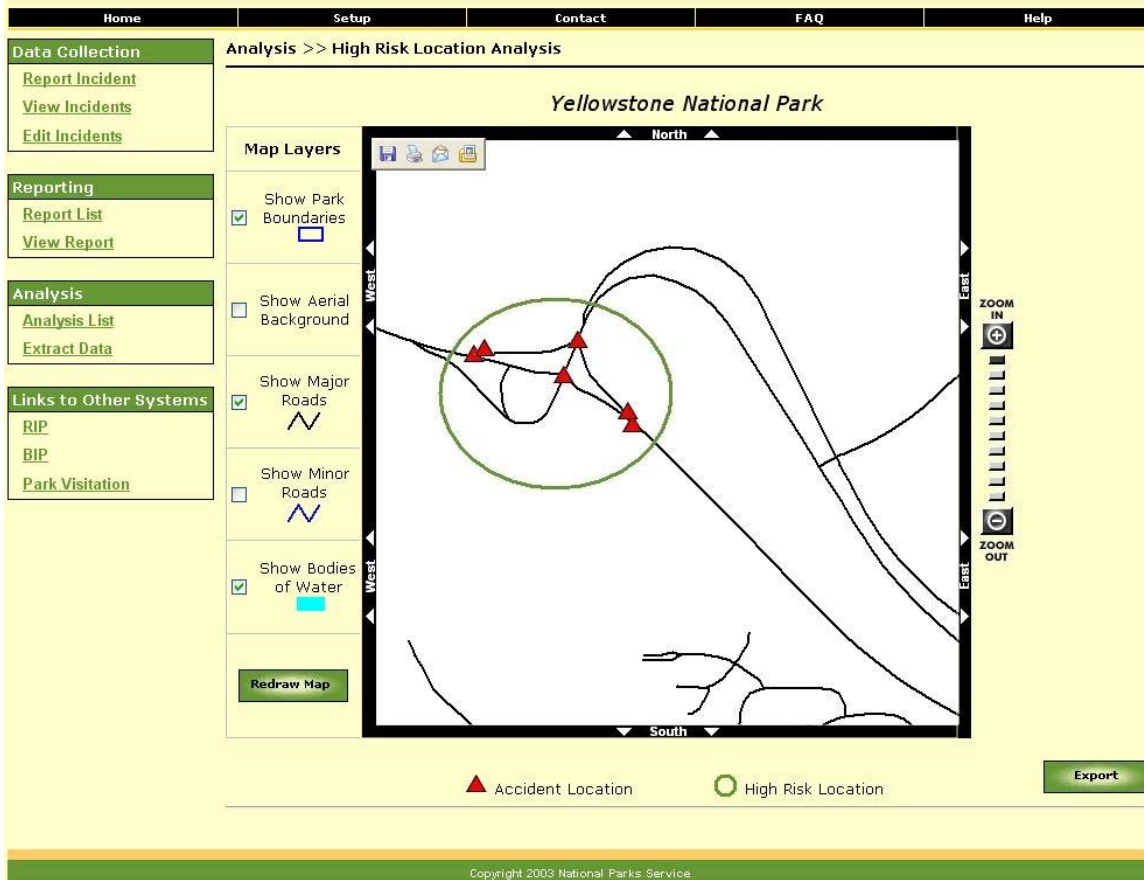 Home Setup Contact FAQ Help
Data Collection
Report Incident
View Incidents
Edit Incidents
Reporting
Report List
View Report
Analysis
Analysis List
Extract Data
Links to Other Systems
RIP
BIP
Park Visitation
Analysis >> High Risk Location Analysis
Yellowstone National Park
Map Layers
Show Park
Boundaries
Show Aerial
Background
Show Major
Roads
Show Minor
Roads
Show Bodies
of Water
Redraw Map
North
West
East
West
East
South
ZOOM
IN
ZOOM
OUT
Accident Location
High Risk Location
Export
Copyright 2003 National Parks Service